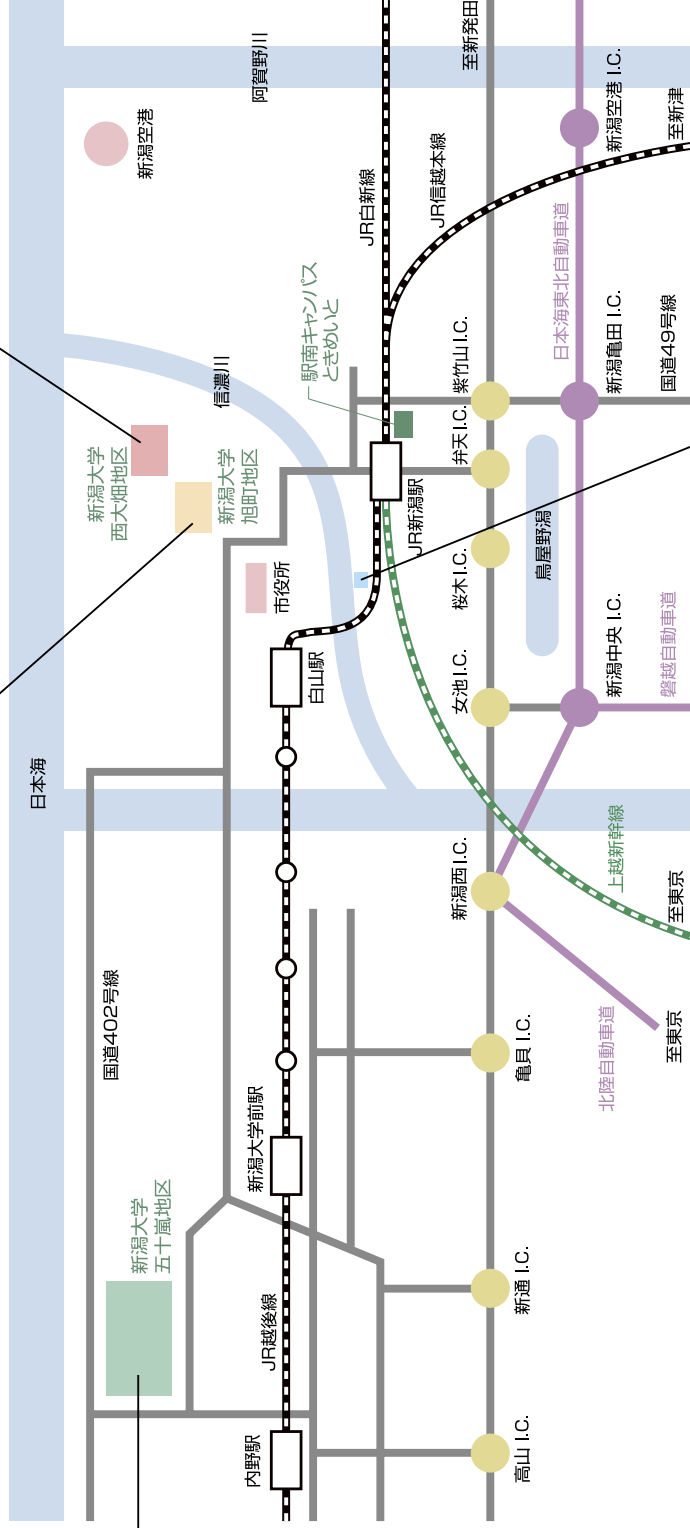 日本海
阿賀野川
新潟空港
至新発田
新潟空港 I.C.
至新津
JR白新線
JR信越本線
日本海東北自動車道
駅南キャンパス
ときめいと
紫竹山 I.C.
新潟亀田 I.C.
国道49号線
信濃川
新潟大学
西大畑地区
新潟大学
旭町地区
弁天 I.C.
JR新潟駅
鳥屋野潟
桜木 I.C.
市役所
白山駅
女池 I.C.
新潟中央 I.C.
磐越自動車道
上越新幹線
至東京
新潟西 I.C.
北陸自動車道
至東京
国道402号線
亀貝 I.C.
新潟大学前駅
新潟大学
五十嵐地区
新通 I.C.
JR越後線
内野駅
高山 I.C.